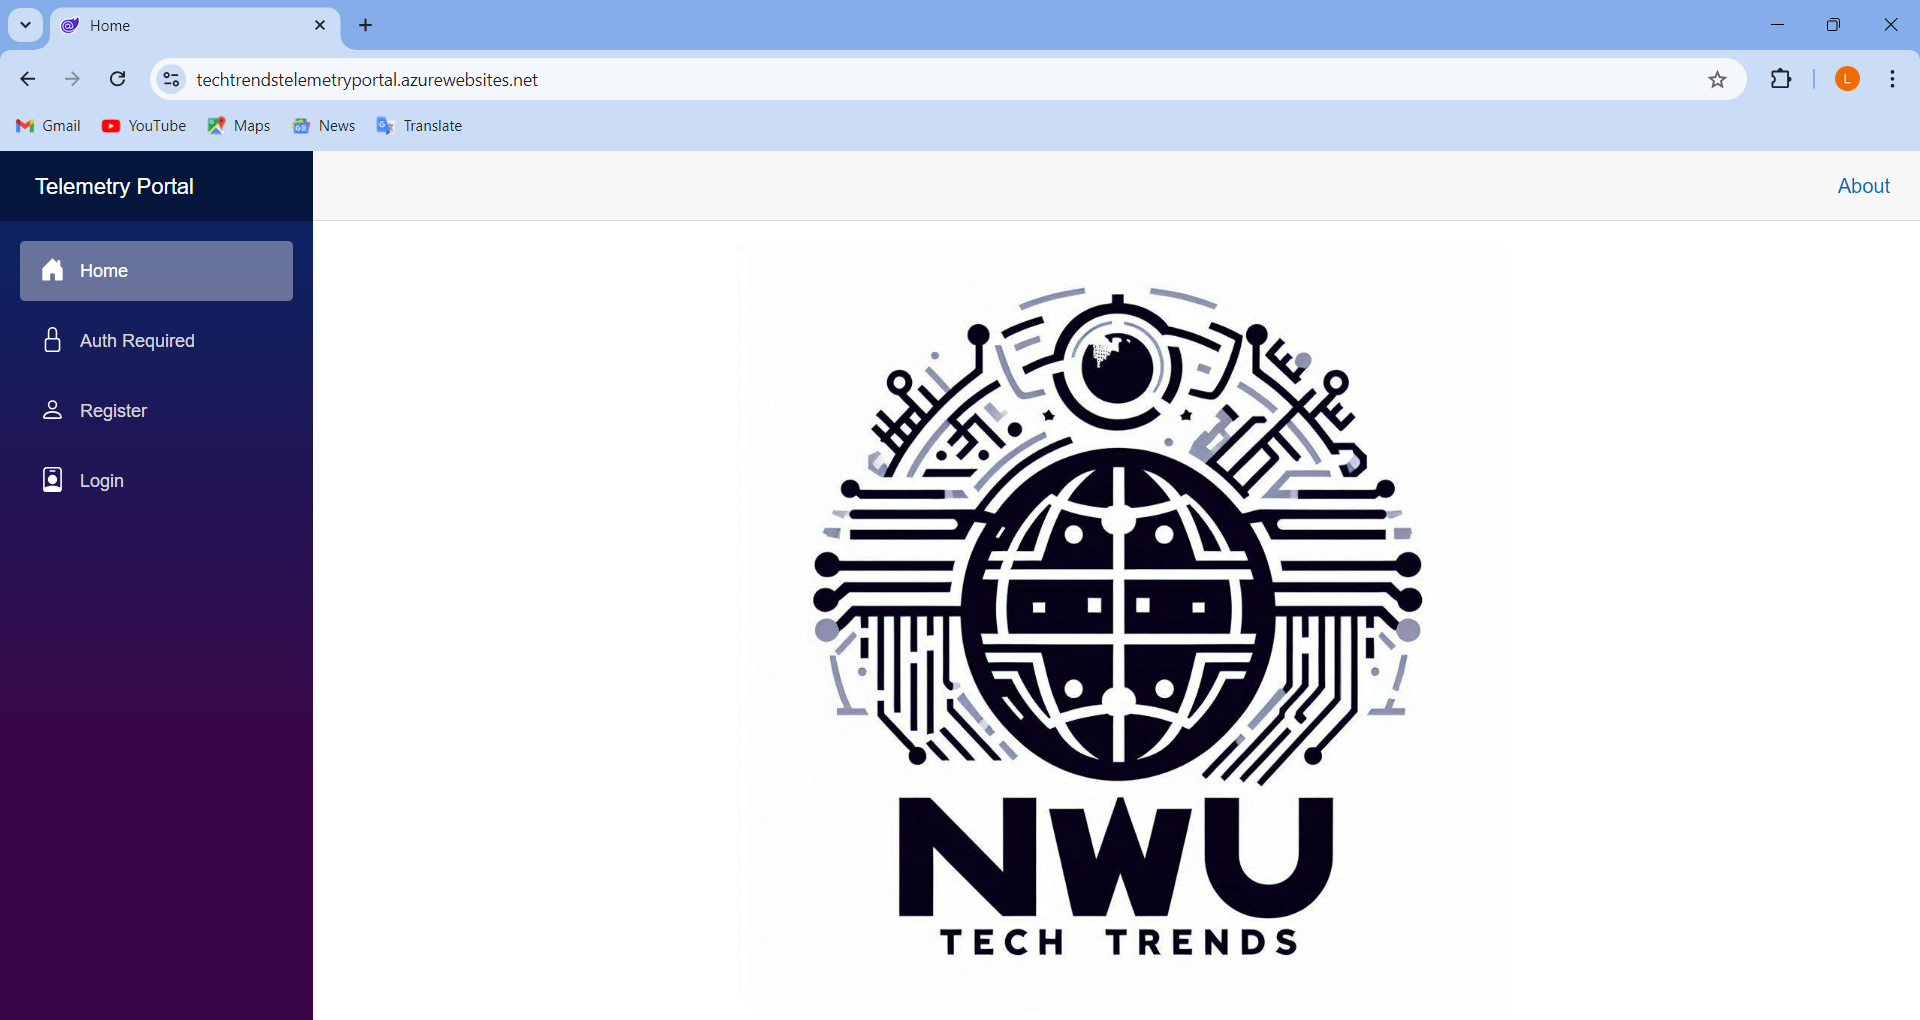 Home
techtrendstelemetryportal.azurewebsites.net
L
Gmail
YouTube
Maps
News
Translate
Telemetry Portal
About
Home
Auth Required
Register
Login
NWU
TECH TRENDS